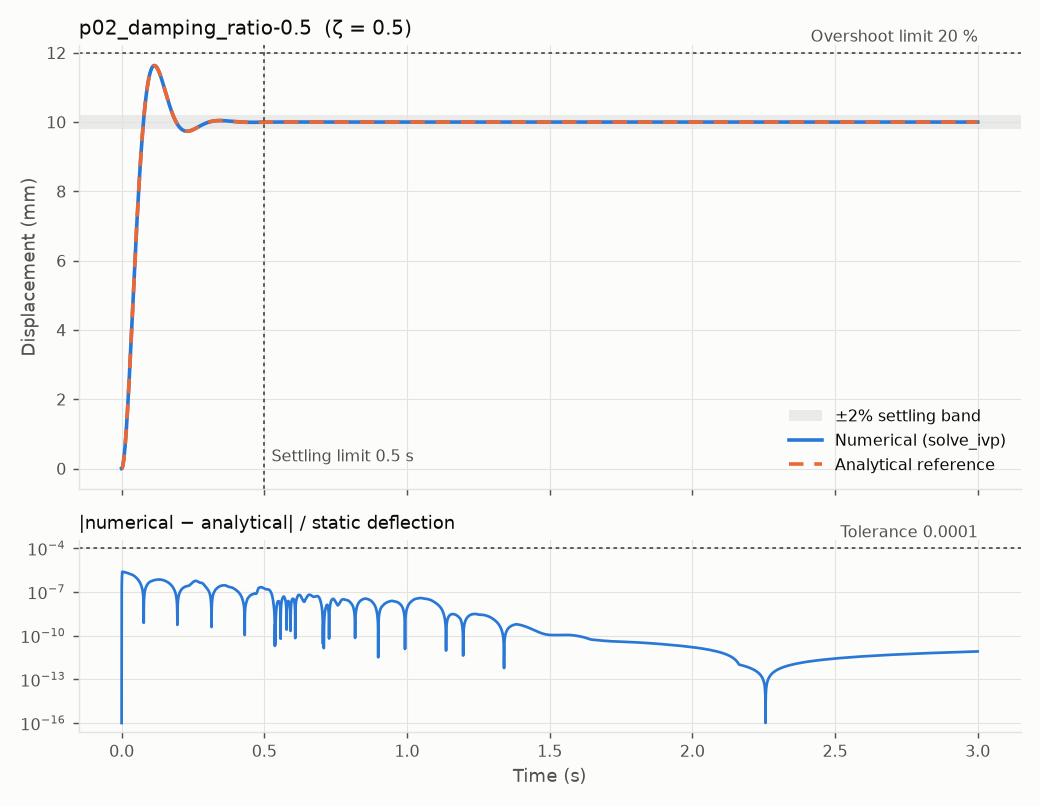 p02_damping_ratio-0.5  (ζ = 0.5)
Overshoot limit 20 %
12
10
8
6
4
2
0
Displacement (mm)
Settling limit 0.5 s
±2% settling band
Numerical (solve_ivp)
Analytical reference
|numerical − analytical| / static deflection
Tolerance 0.0001
10⁻⁴
10⁻⁷
10⁻¹⁰
10⁻¹³
10⁻¹⁶
0.0 0.5 1.0 1.5 2.0 2.5 3.0
Time (s)